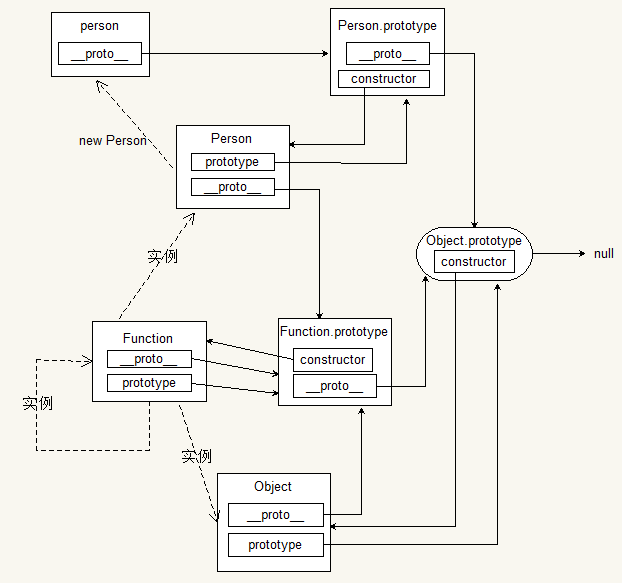 person
__proto__
Person.prototype
__proto__
constructor
new Person
Person
prototype
__proto__
实例
Object.prototype
constructor
null
Function
__proto__
prototype
Function.prototype
constructor
__proto__
实例
实例
Object
__proto__
prototype